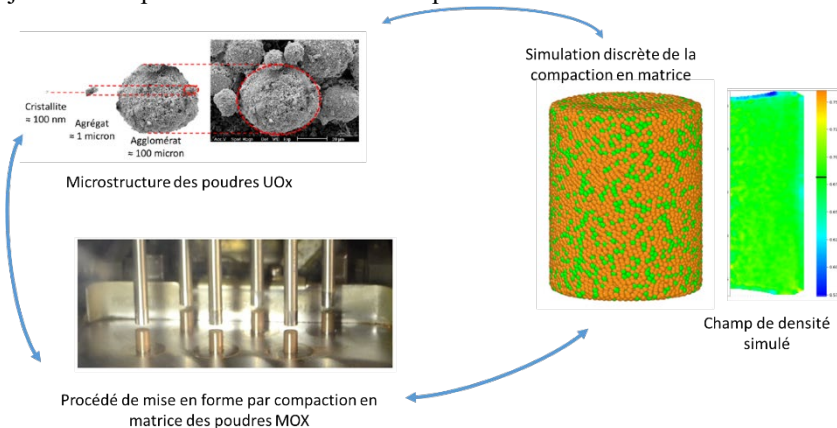 Simulation discrète de la
compaction en matrice
Cristallite
≈ 100 nm
Agrégat
≈ 1 micron
Agglomérat
≈ 100 micron
Microstructure des poudres UOx
Champ de densité
simulé
Procédé de mise en forme par compaction en
matrice des poudres MOX